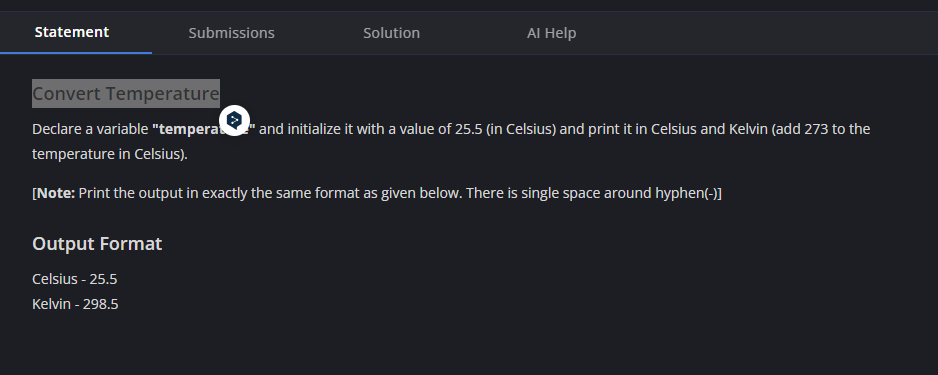 Statement Submissions Solution AI Help
Convert Temperature
Declare a variable "temperature" and initialize it with a value of 25.5 (in Celsius) and print it in Celsius and Kelvin (add 273 to the
temperature in Celsius).
[Note: Print the output in exactly the same format as given below. There is single space around hyphen(-)]
Output Format
Celsius - 25.5
Kelvin - 298.5